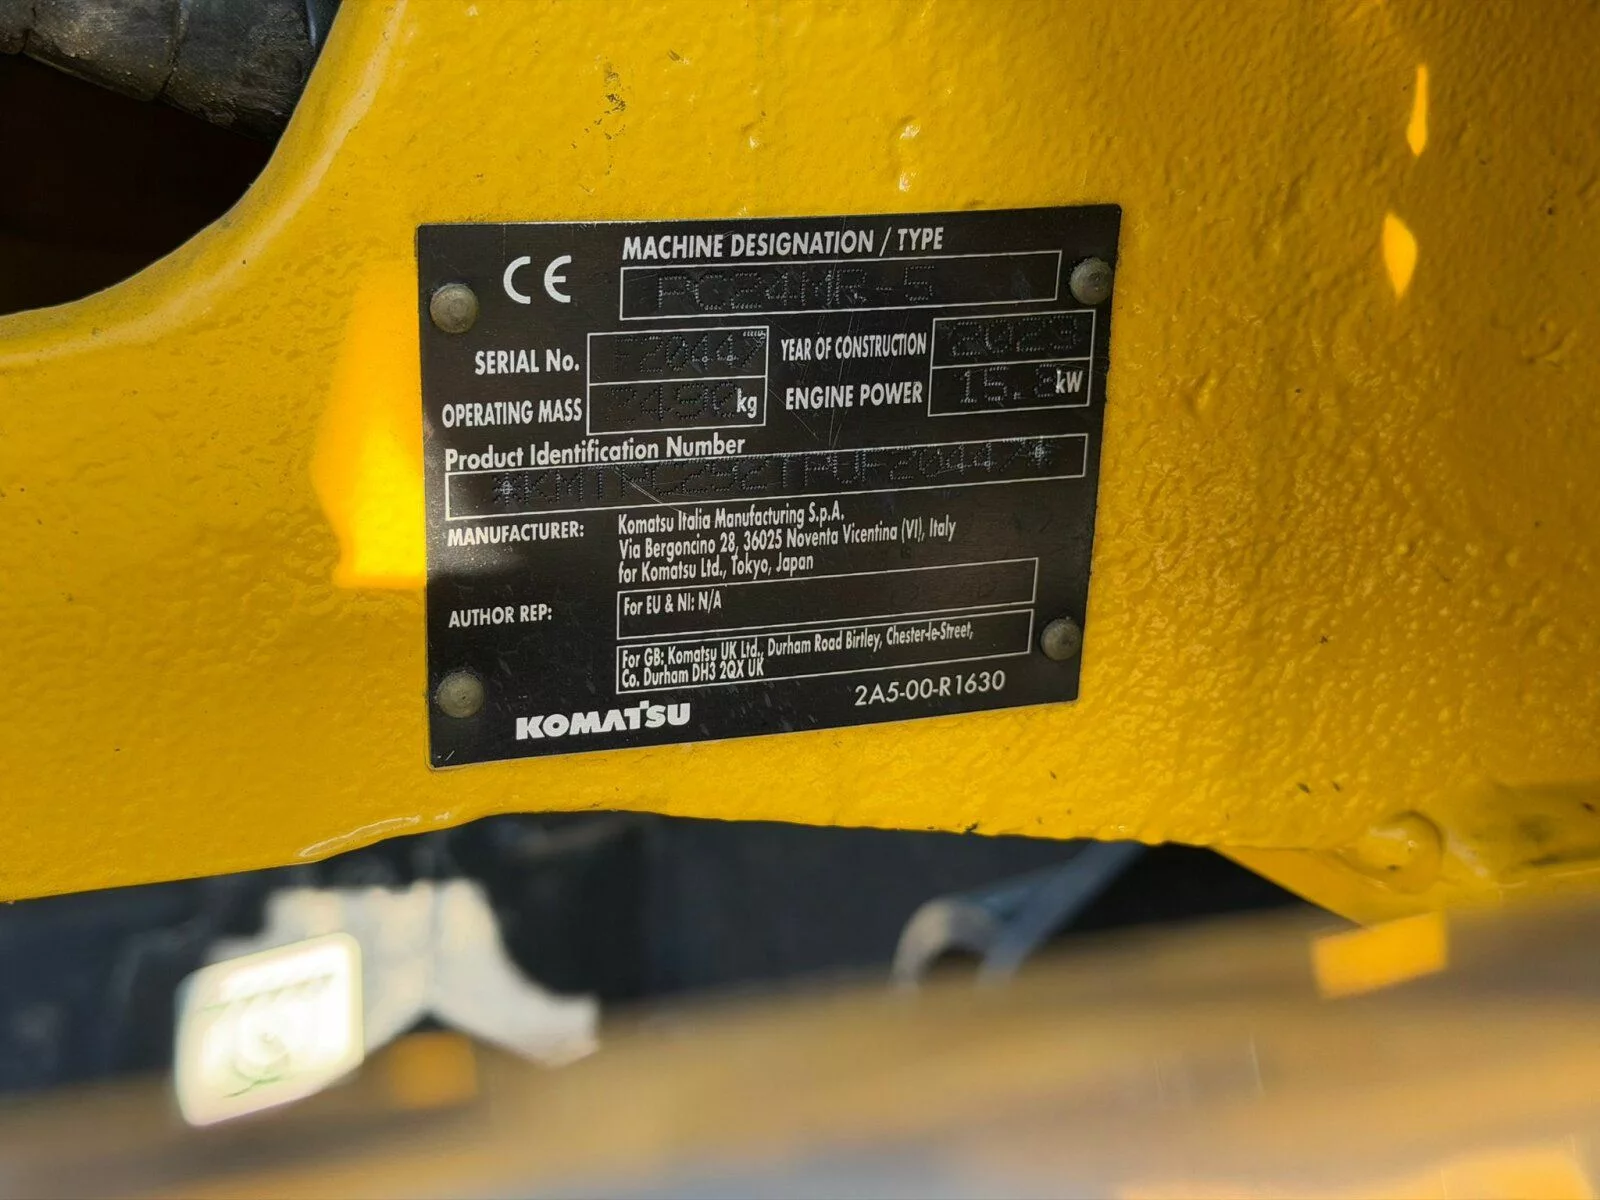 CE
MACHINE DESIGNATION / TYPE
PC24MR-5
SERIAL No. F20447
YEAR OF CONSTRUCTION 2023
OPERATING MASS 2490 kg
ENGINE POWER 15.3 kW
Product Identification Number
MANUFACTURER: Komatsu Italia Manufacturing S.p.A.
Via Bergoncino 28, 36025 Noventa Vicentina (VI), Italy
for Komatsu Ltd., Tokyo, Japan
AUTHOR REP: For EU & NI: N/A
For GB: Komatsu UK Ltd., Durham Road Birtley, Chester-le-Street,
Co. Durham DH3 2QX UK
KOMATSU
2A5-00-R1630